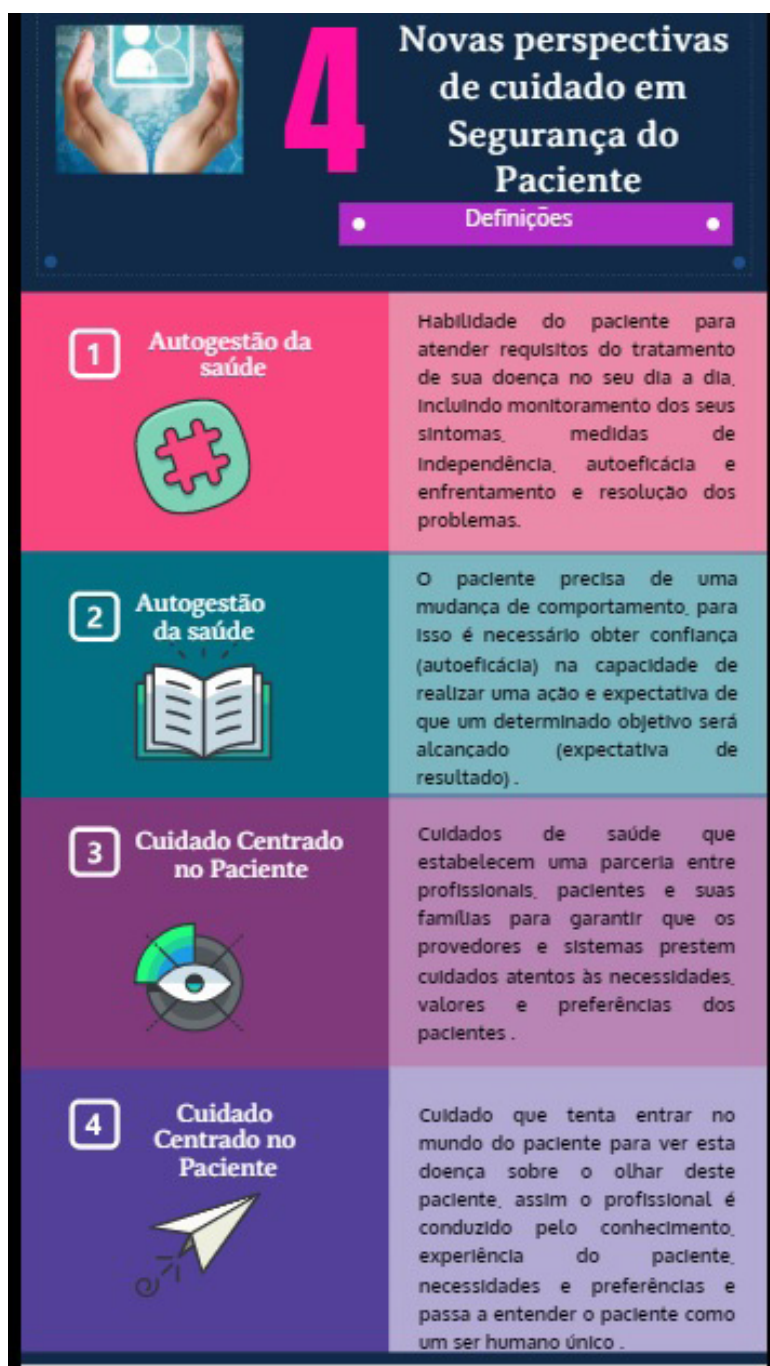 4
Novas perspectivas
de cuidado em
Segurança do
Paciente
Definições
1
Autogestão da
saúde
Habilidade do paciente para
atender requisitos do tratamento
de sua doença no seu dia a dia,
incluindo monitoramento dos seus
sintomas, medidas de
independência, autoeficácia e
enfrentamento e resolução dos
problemas.
2
Autogestão
da saúde
O paciente precisa de uma
mudança de comportamento, para
isso é necessário obter confiança
(autoeficácia) na capacidade de
realizar uma ação e expectativa de
que um determinado objetivo será
alcançado (expectativa de
resultado) .
3
Cuidado Centrado
no Paciente
Cuidados de saúde que
estabelecem uma parceria entre
profissionais, pacientes e suas
famílias para garantir que os
provedores e sistemas prestem
cuidados atentos às necessidades,
valores e preferências dos
pacientes .
4
Cuidado
Centrado no
Paciente
Cuidado que tenta entrar no
mundo do paciente para ver esta
doença sobre o olhar deste
paciente, assim o profissional é
conduzido pelo conhecimento,
experiência do paciente,
necessidades e preferências e
passa a entender o paciente como
um ser humano único .